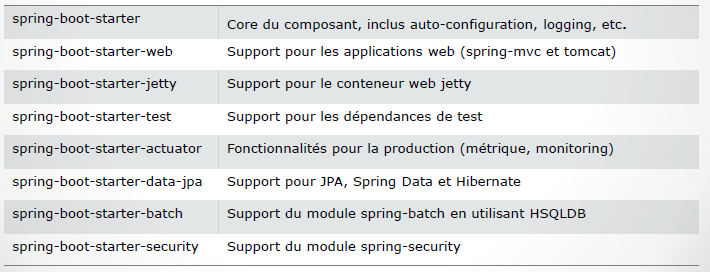 spring-boot-starter Core du composant, inclus auto-configuration, logging, etc.
spring-boot-starter-web Support pour les applications web (spring-mvc et tomcat)
spring-boot-starter-jetty Support pour le conteneur web jetty
spring-boot-starter-test Support pour les dépendances de test
spring-boot-starter-actuator Fonctionnalités pour la production (métrique, monitoring)
spring-boot-starter-data-jpa Support pour JPA, Spring Data et Hibernate
spring-boot-starter-batch Support du module spring-batch en utilisant HSQLDB
spring-boot-starter-security Support du module spring-security